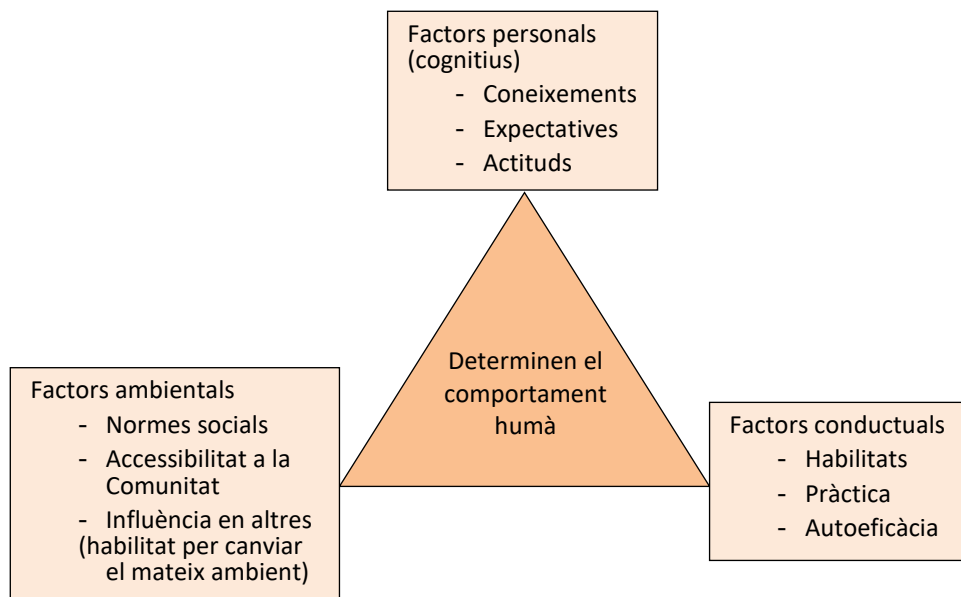 Factors personals
(cognitius)
- Coneixements
- Expectatives
- Actituds
Determinen el
comportament
humà
Factors ambientals
- Normes socials
- Accessibilitat a la
Comunitat
- Influència en altres
(habilitat per canviar
el mateix ambient)
Factors conductuals
- Habilitats
- Pràctica
- Autoeficàcia